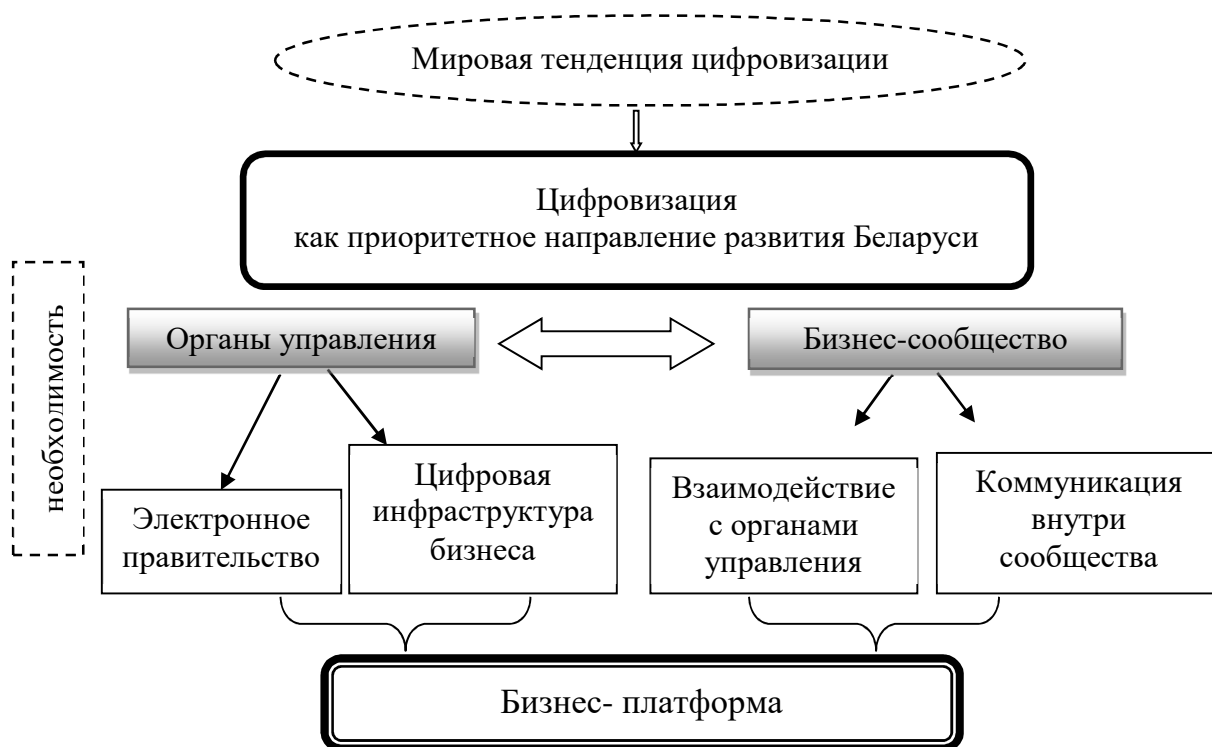 Мировая тенденция цифровизации
Цифровизация
как приоритетное направление развития Беларуси
необхолимость
Органы управления
Бизнес-сообщество
Электронное
правительство
Цифровая
инфраструктура
бизнеса
Взаимодействие
с органами
управления
Коммуникация
внутри
сообщества
Бизнес- платформа